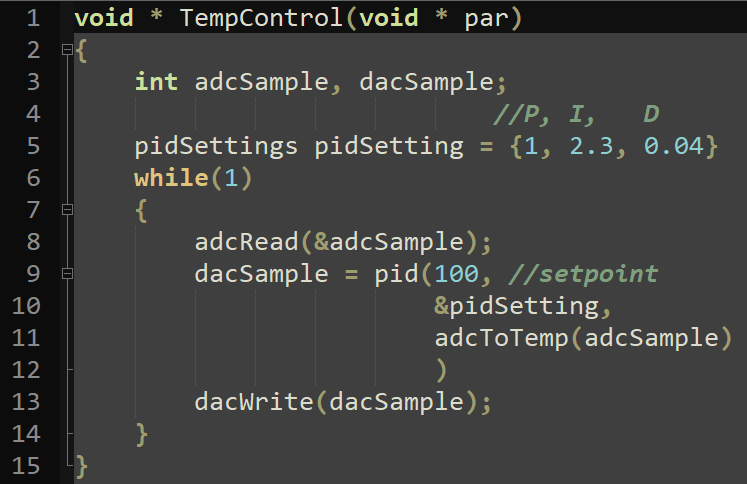 1 void * TempControl(void * par)
2 {
3 int adcSample, dacSample;
4 //P, I, D
5 pidSettings pidSetting = {1, 2.3, 0.04}
6 while(1)
7 {
8 adcRead(&adcSample);
9 dacSample = pid(100, //setpoint
10 &pidSetting,
11 adcToTemp(adcSample)
12 )
13 dacWrite(dacSample);
14 }
15 }